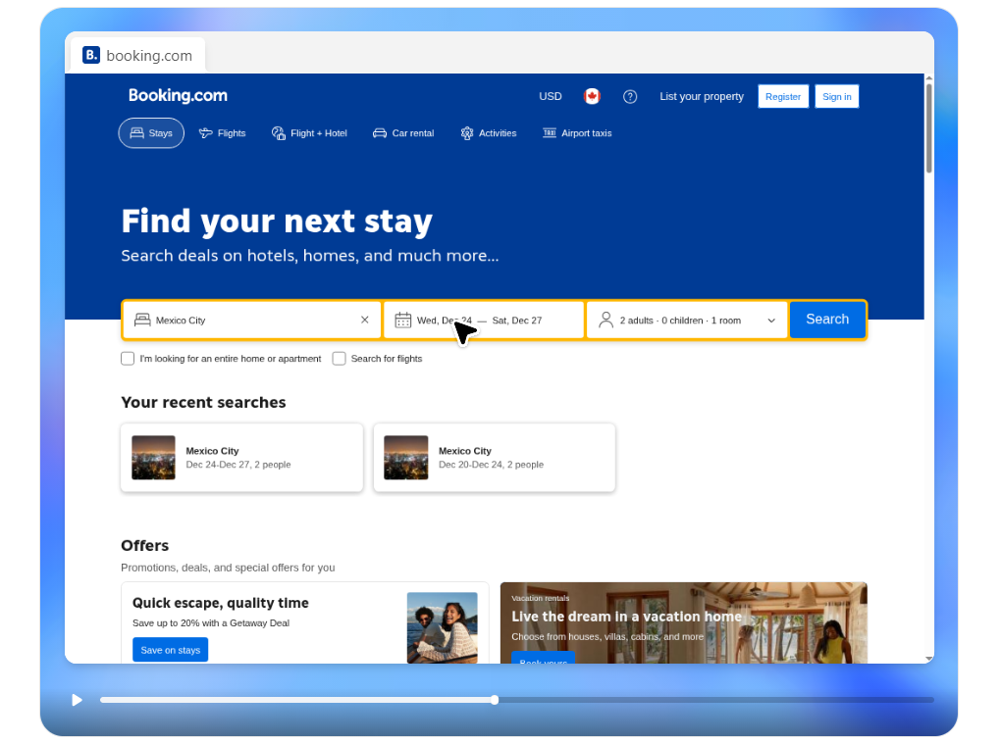 B. booking.com
Booking.com
USD
List your property
Register
Sign in
Stays
Flights
Flight + Hotel
Car rental
Activities
TAXI
Airport taxis
Find your next stay
Search deals on hotels, homes, and much more...
Mexico City
Wed, Dec 24 — Sat, Dec 27
2 adults · 0 children · 1 room
Search
I'm looking for an entire home or apartment
Search for flights
Your recent searches
Mexico City
Dec 24-Dec 27, 2 people
Mexico City
Dec 20-Dec 24, 2 people
Offers
Promotions, deals, and special offers for you
Quick escape, quality time
Save up to 20% with a Getaway Deal
Save on stays
Vacation rentals
Live the dream in a vacation home
Choose from houses, villas, cabins, and more
Book yours